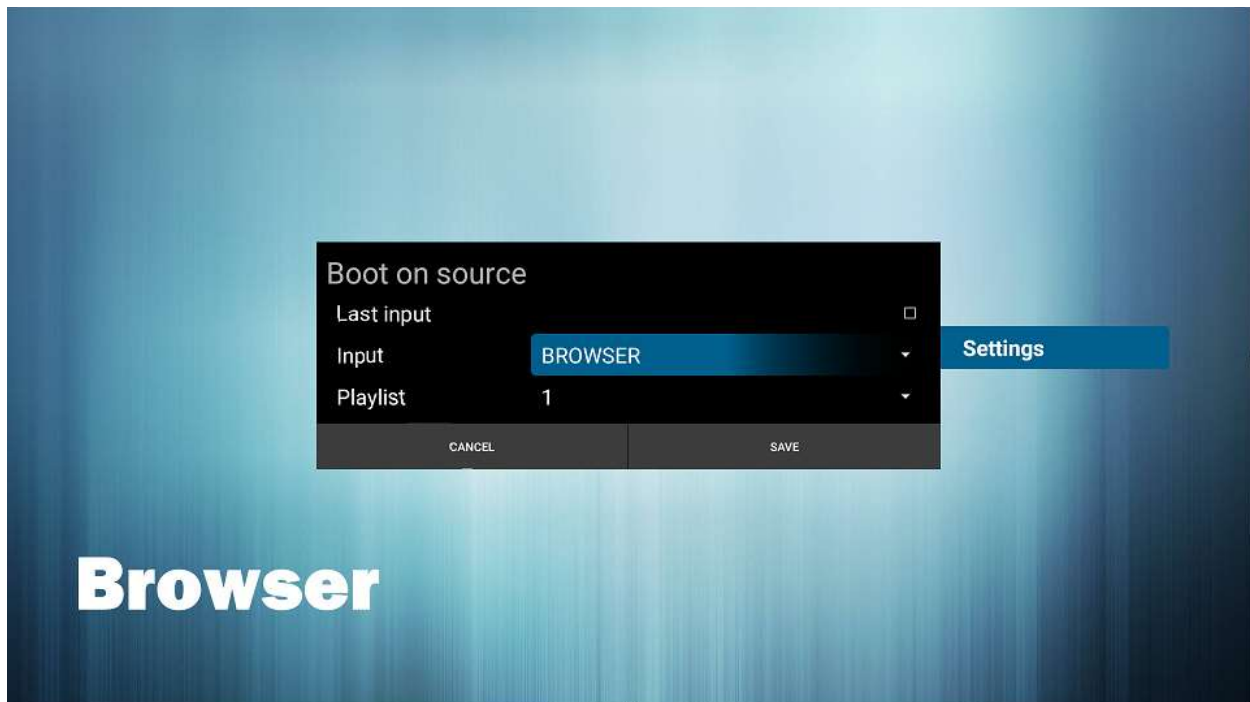 Boot on source
Last input
Input BROWSER
Settings
Playlist 1
CANCEL SAVE
Browser